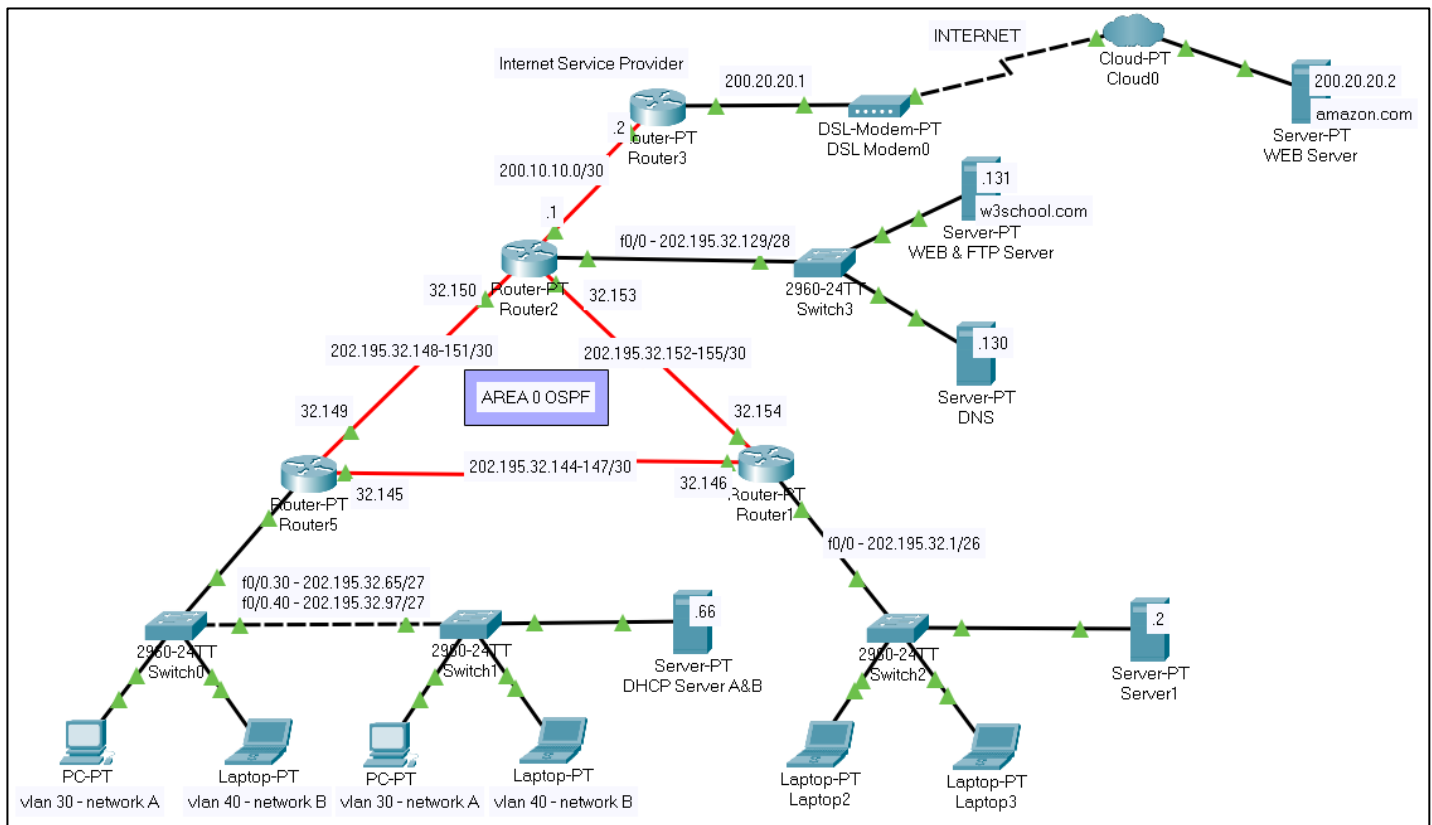 INTERNET
Internet Service Provider
Cloud-PT
Cloud0
200.20.20.1
200.20.20.2
amazon.com
Server-PT
WEB Server
DSL-Modem-PT
DSL Modem0
.2
Router-PT
Router3
200.10.10.0/30
.1
.131
w3school.com
Server-PT
WEB & FTP Server
f0/0 - 202.195.32.129/28
2960-24TT
Switch3
Router-PT
Router2
32.150
32.153
.130
Server-PT
DNS
202.195.32.148-151/30
202.195.32.152-155/30
AREA 0 OSPF
32.149
32.154
202.195.32.144-147/30
32.145
32.146
Router-PT
Router5
Router-PT
Router1
f0/0 - 202.195.32.1/26
f0/0.30 - 202.195.32.65/27
f0/0.40 - 202.195.32.97/27
.66
Server-PT
DHCP Server A&B
.2
Server-PT
Server1
2960-24TT
Switch0
2960-24TT
Switch1
2960-24TT
Switch2
PC-PT
vlan 30 - network A
Laptop-PT
vlan 40 - network B
PC-PT
vlan 30 - network A
Laptop-PT
vlan 40 - network B
Laptop-PT
Laptop2
Laptop-PT
Laptop3